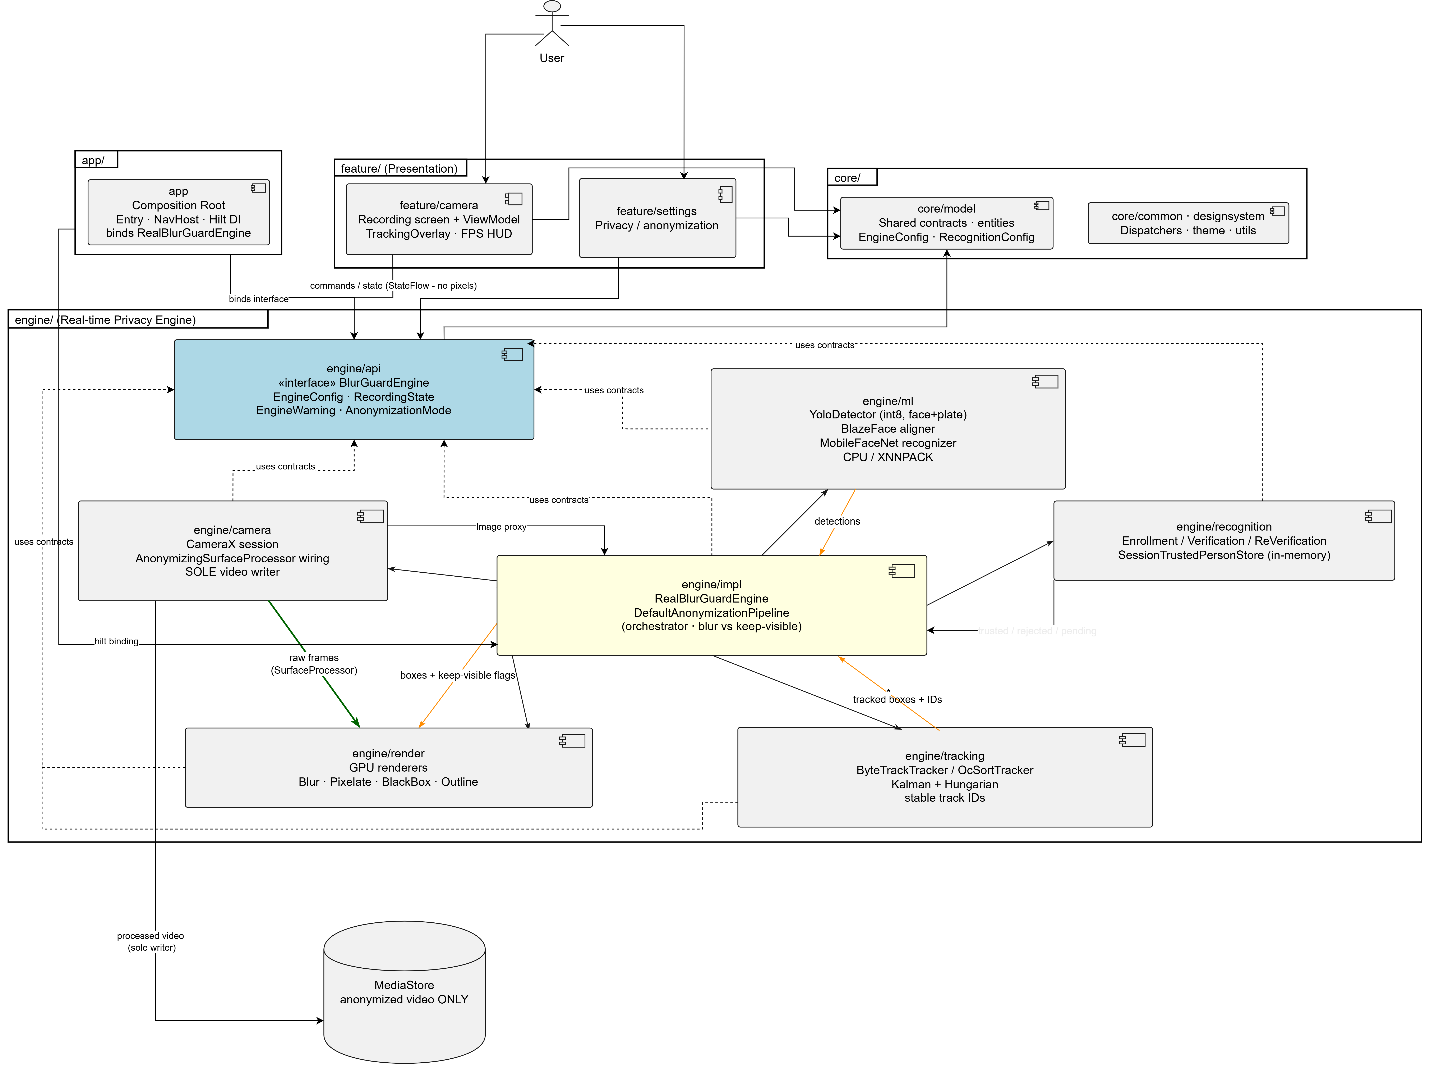 User
app/
app
Composition Root
Entry · NavHost · Hilt DI
binds RealBlurGuardEngine
feature/ (Presentation)
feature/camera
Recording screen + ViewModel
TrackingOverlay · FPS HUD
feature/settings
Privacy / anonymization
core/
core/model
Shared contracts · entities
EngineConfig · RecognitionConfig
core/common · designsystem
Dispatchers · theme · utils
commands / state (StateFlow - no pixels)
binds interface
engine/ (Real-time Privacy Engine)
engine/api
«interface» BlurGuardEngine
EngineConfig · RecordingState
EngineWarning · AnonymizationMode
uses contracts
uses contracts
engine/ml
YoloDetector (int8, face+plate)
BlazeFace aligner
MobileFaceNet recognizer
CPU / XNNPACK
uses contracts
uses contracts
detections
engine/camera
CameraX session
AnonymizingSurfaceProcessor wiring
SOLE video writer
Image proxy
engine/recognition
Enrollment / Verification / ReVerification
SessionTrustedPersonStore (in-memory)
uses contracts
engine/impl
RealBlurGuardEngine
DefaultAnonymizationPipeline
(orchestrator · blur vs keep-visible)
trusted / rejected / pending
hilt binding
raw frames
(SurfaceProcessor)
boxes + keep-visible flags
tracked boxes + IDs
engine/render
GPU renderers
Blur · Pixelate · BlackBox · Outline
engine/tracking
ByteTrackTracker / OcSortTracker
Kalman + Hungarian
stable track IDs
processed video
(sole writer)
MediaStore
anonymized video ONLY